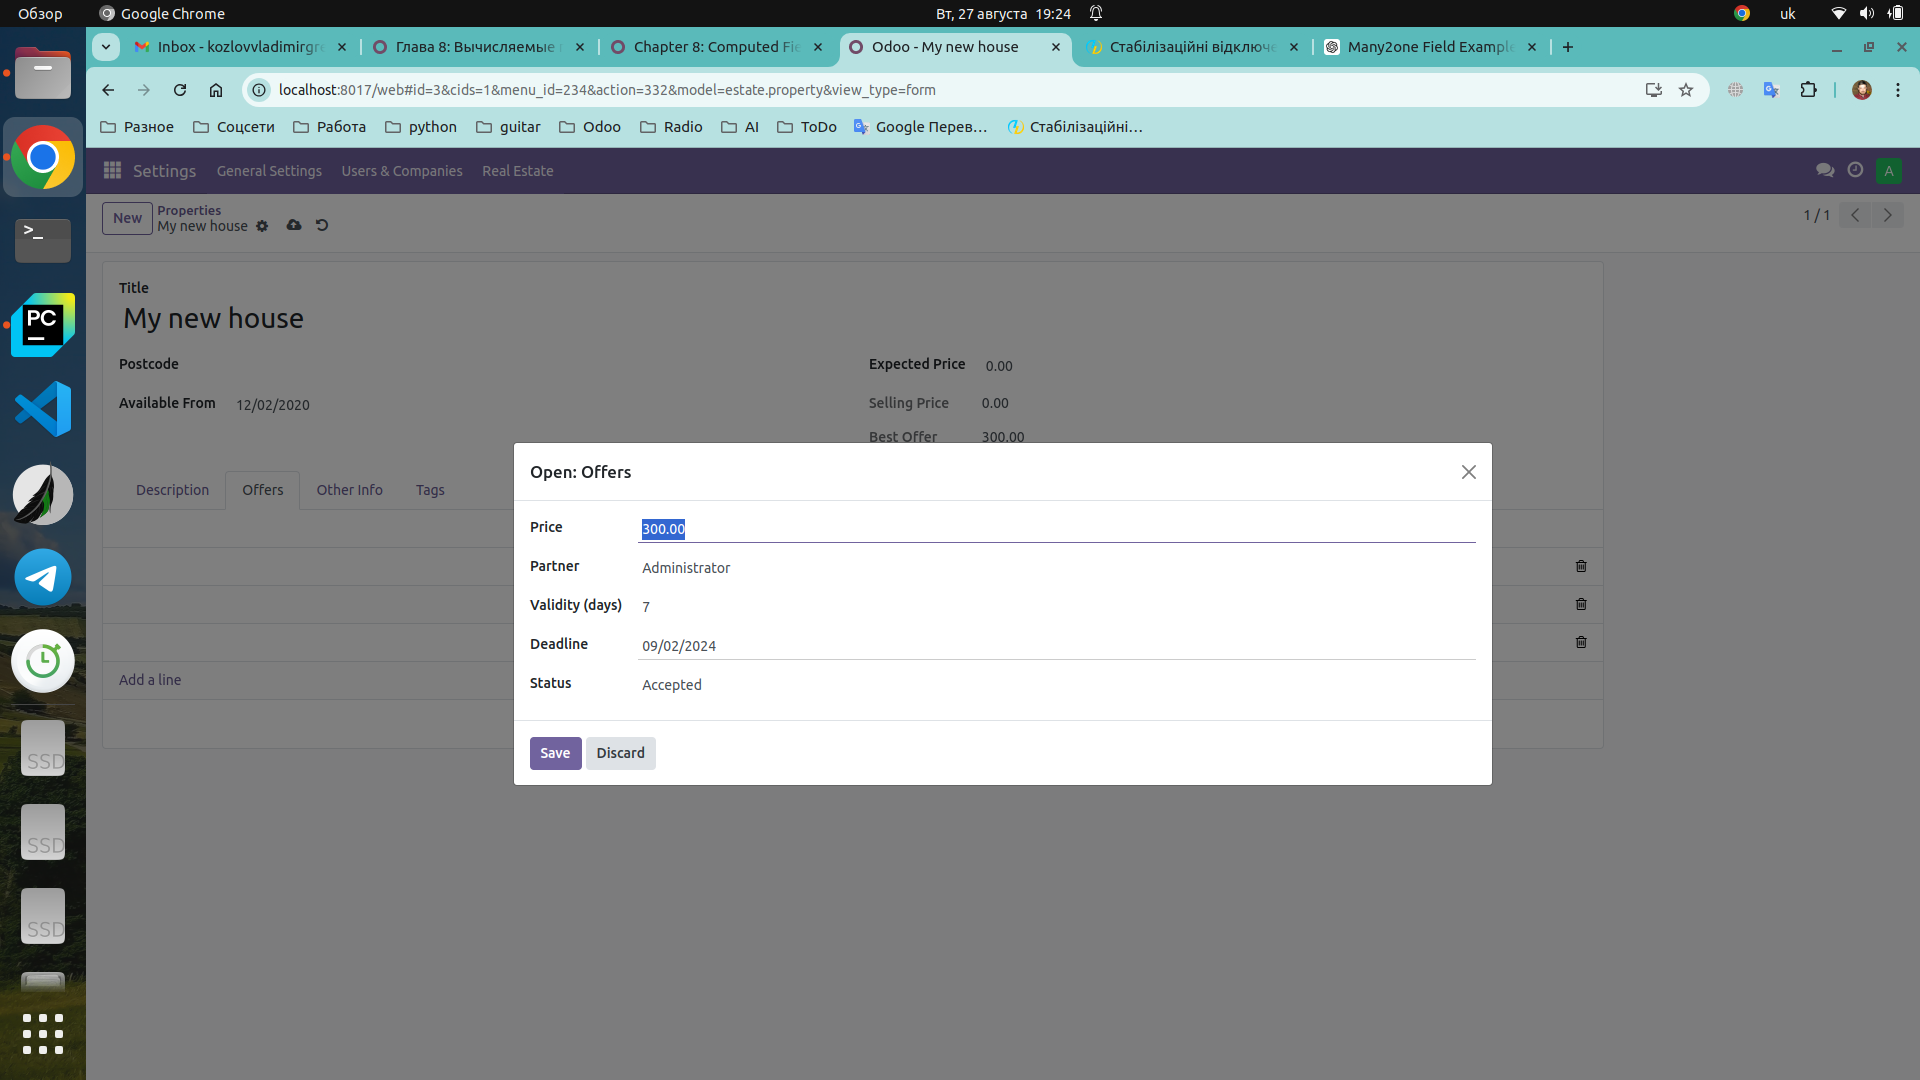 Обзор
Google Chrome
Вт, 27 августа 19:24
uk
Inbox - kozlovvladimirgr
Глава 8: Вычисляемые
Chapter 8: Computed Fie
Odoo - My new house
Стабілізаційні відключе
Many2one Field Example
localhost:8017/web#id=3&cids=1&menu_id=234&action=332&model=estate.property&view_type=form
Разное
Соцсети
Работа
python
guitar
Odoo
Radio
AI
ToDo
Google Перев...
Стабілізаційні...
Settings
General Settings
Users & Companies
Real Estate
A
New
Properties
My new house
1 / 1
Title
My new house
Postcode
Expected Price 0.00
Available From 12/02/2020
Selling Price 0.00
Best Offer 300.00
Description
Offers
Other Info
Tags
Add a line
Open: Offers
Price 300.00
Partner Administrator
Validity (days) 7
Deadline 09/02/2024
Status Accepted
Save
Discard
>_
PC
SSD
SSD
SSD